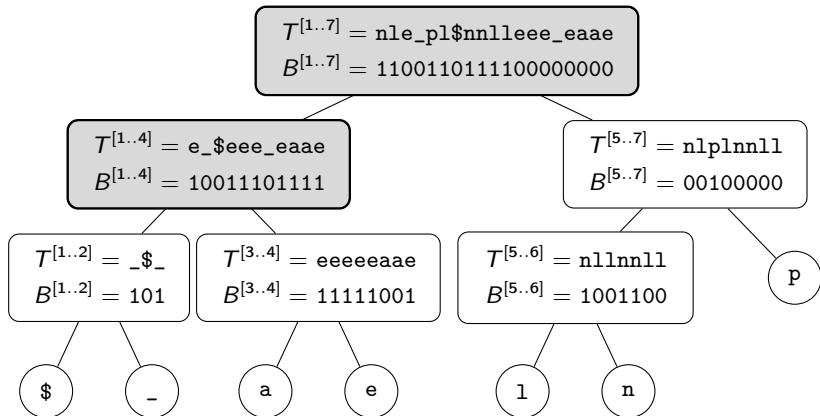 T[1..7] = nle_pl$nnlleee_eaae
B[1..7] = 1100110111100000000
T[1..4] = e_$eee_eaae
B[1..4] = 10011101111
T[5..7] = nlplnnll
B[5..7] = 00100000
T[1..2] = _$_
B[1..2] = 101
T[3..4] = eeeeeaae
B[3..4] = 11111001
T[5..6] = nllnnll
B[5..6] = 1001100
p
$
_
a
e
l
n